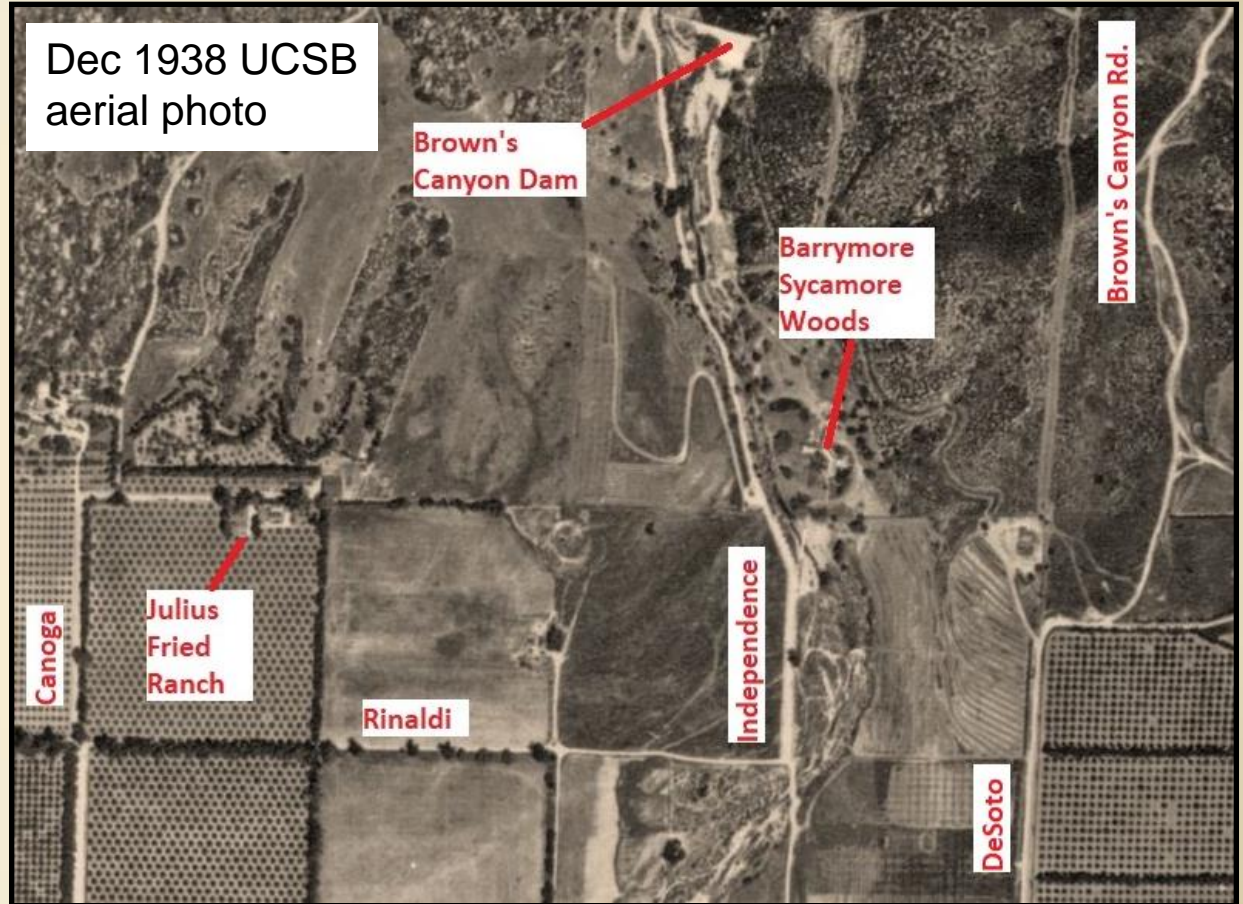 Dec 1938 UCSB
aerial photo
Brown's
Canyon Dam
Brown's Canyon Rd.
Barrymore
Sycamore
Woods
Julius
Fried
Ranch
Canoga
Rinaldi
Independence
DeSoto